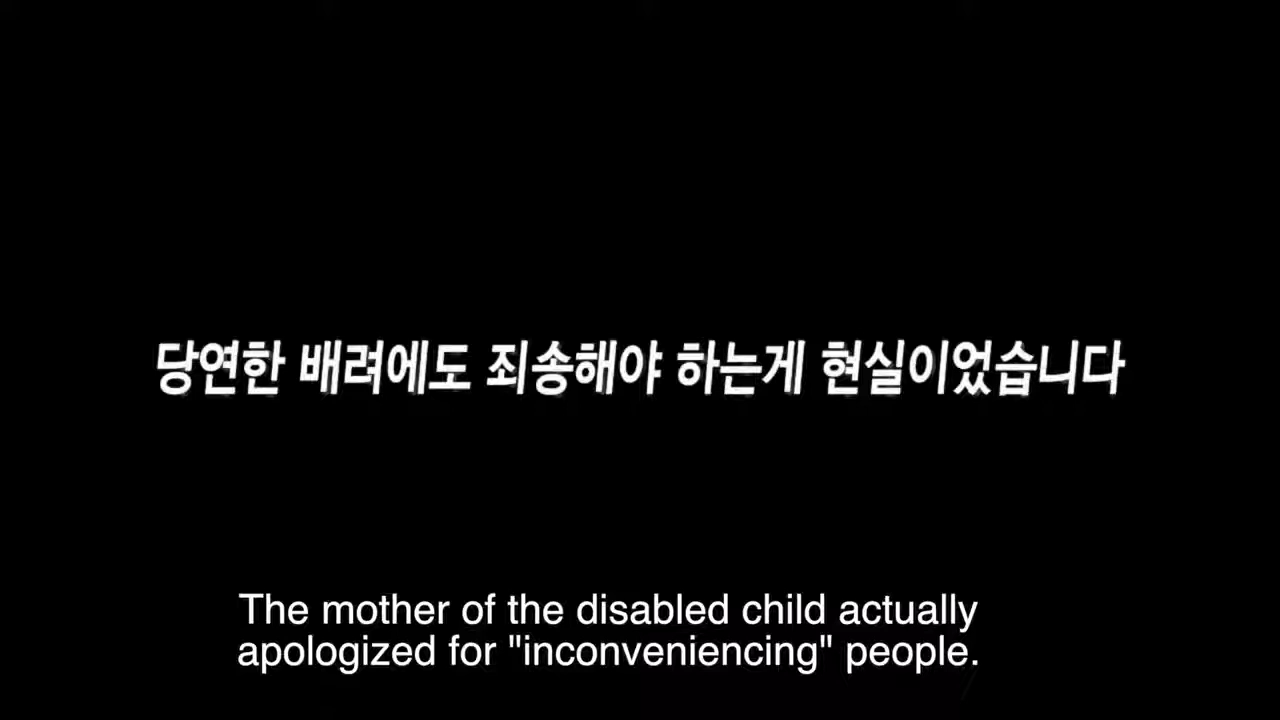 당연한 배려에도 죄송해야 하는게 현실이었습니다
The mother of the disabled child actually
apologized for "inconveniencing" people.